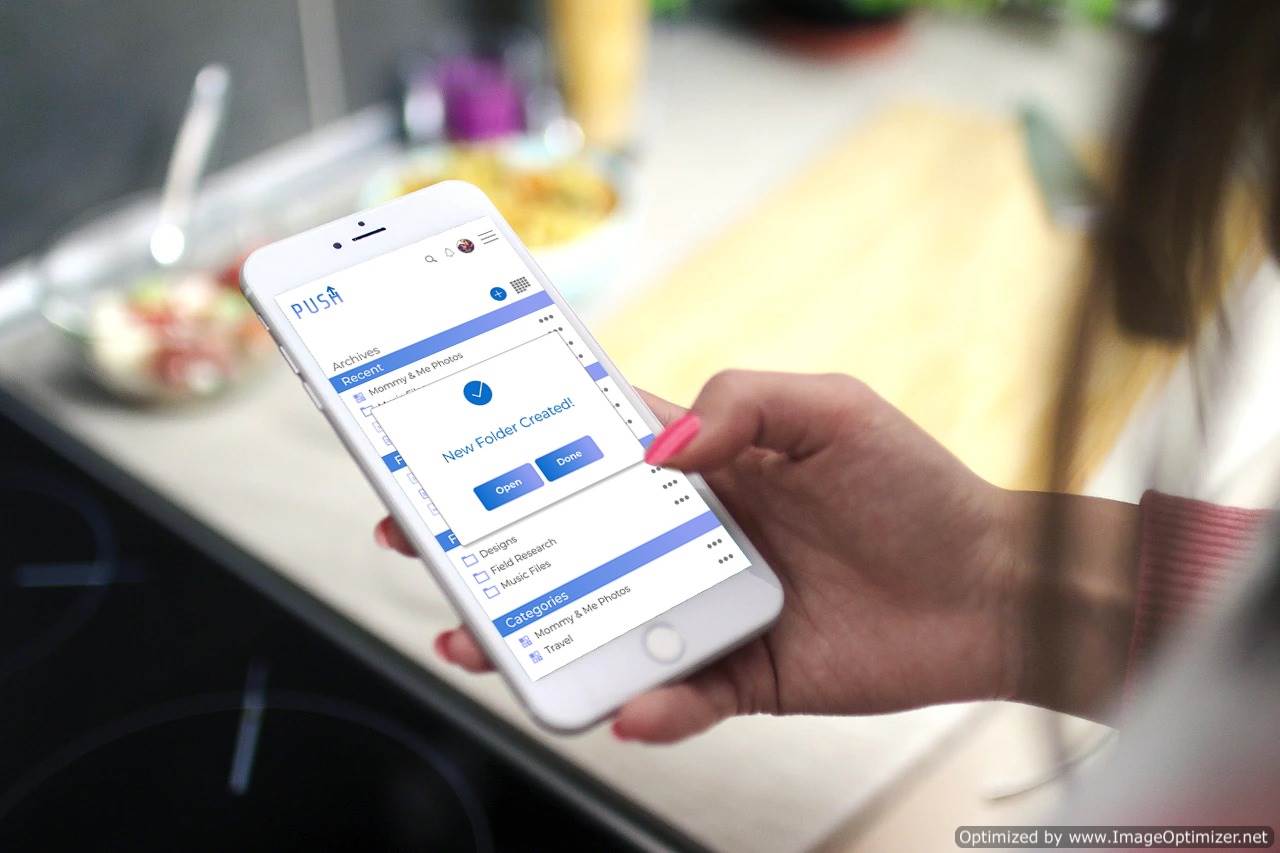 PUSH
Archives
Recent
Mommy & Me Photos
New Folder Created!
Open
Done
F
F
Designs
Field Research
Music Files
Categories
Mommy & Me Photos
Travel
Optimized by www.ImageOptimizer.net